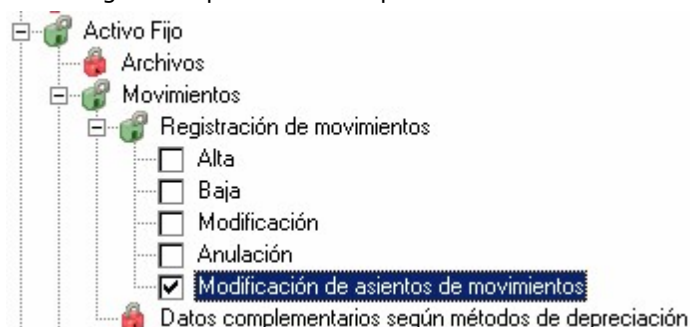 Activo Fijo
Archivos
Movimientos
Registración de movimientos
Alta
Baja
Modificación
Anulación
Modificación de asientos de movimientos
Datos complementarios según métodos de depreciación